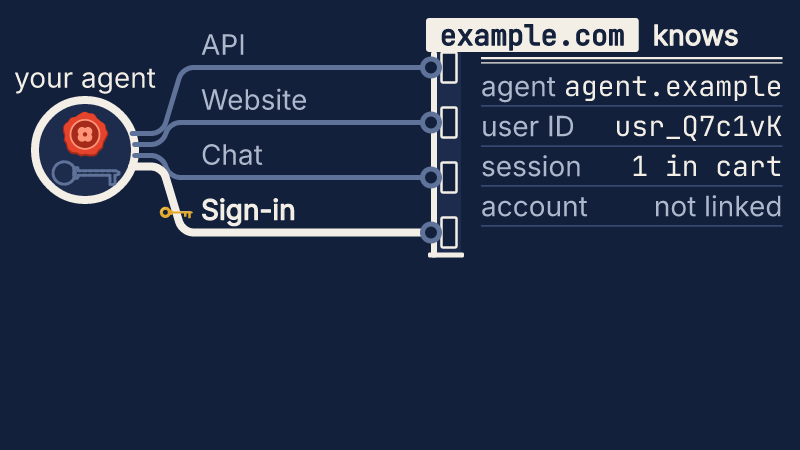 your agent
API
Website
Chat
Sign-in
example.com knows
agent agent.example
user ID usr_Q7c1vK
session 1 in cart
account not linked